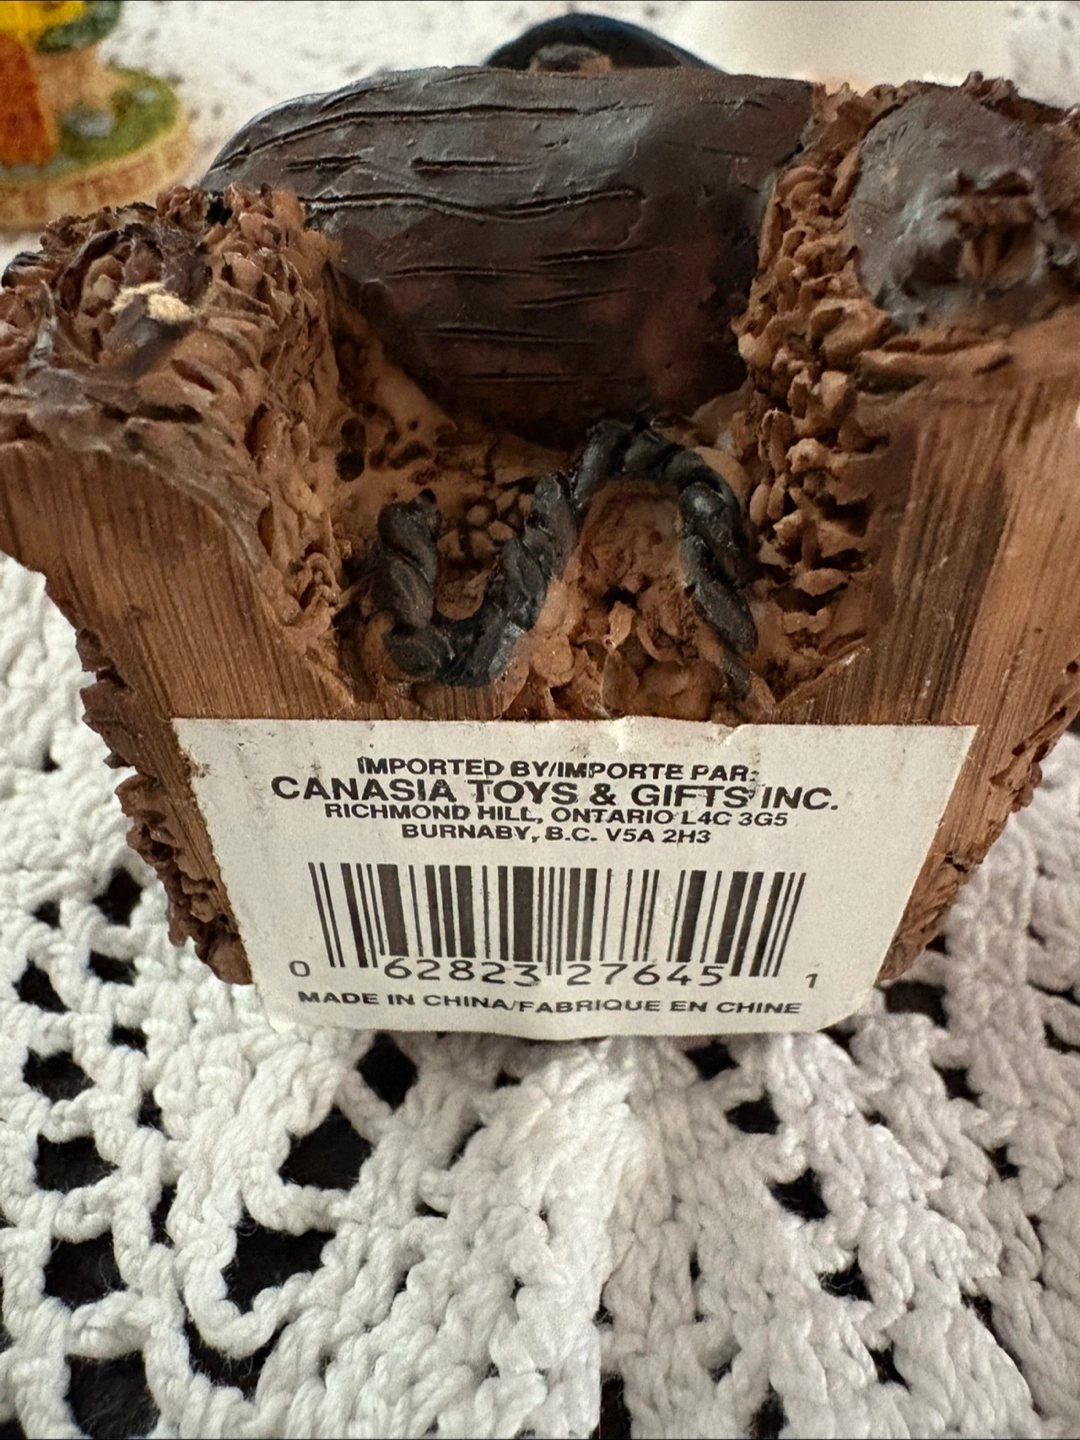 IMPORTED BY/IMPORTE PAR:
CANASIA TOYS & GIFTS INC.
RICHMOND HILL, ONTARIO L4C 3G5
BURNABY, B.C. V5A 2H3
0 62823 27645 1
MADE IN CHINA/FABRIQUE EN CHINE